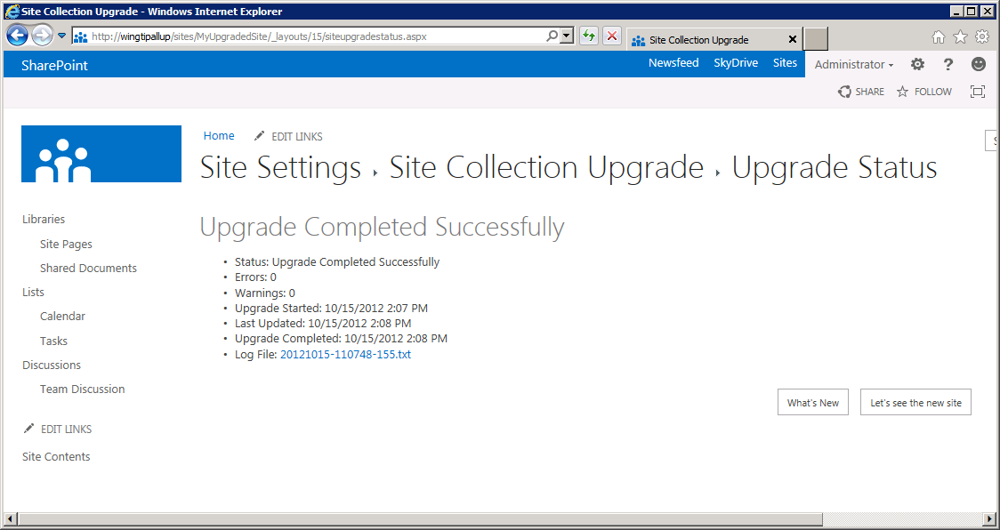 Site Collection Upgrade - Windows Internet Explorer
http://wingtipallup/sites/MyUpgradedSite/_layouts/15/siteupgradestatus.aspx
Site Collection Upgrade
SharePoint
Newsfeed SkyDrive Sites Administrator
SHARE FOLLOW
Home EDIT LINKS
Site Settings ▸ Site Collection Upgrade ▸ Upgrade Status
Upgrade Completed Successfully
• Status: Upgrade Completed Successfully
• Errors: 0
• Warnings: 0
• Upgrade Started: 10/15/2012 2:07 PM
• Last Updated: 10/15/2012 2:08 PM
• Upgrade Completed: 10/15/2012 2:08 PM
• Log File: 20121015-110748-155.txt
Libraries
Site Pages
Shared Documents
Lists
Calendar
Tasks
Discussions
Team Discussion
EDIT LINKS
Site Contents
What's New
Let's see the new site